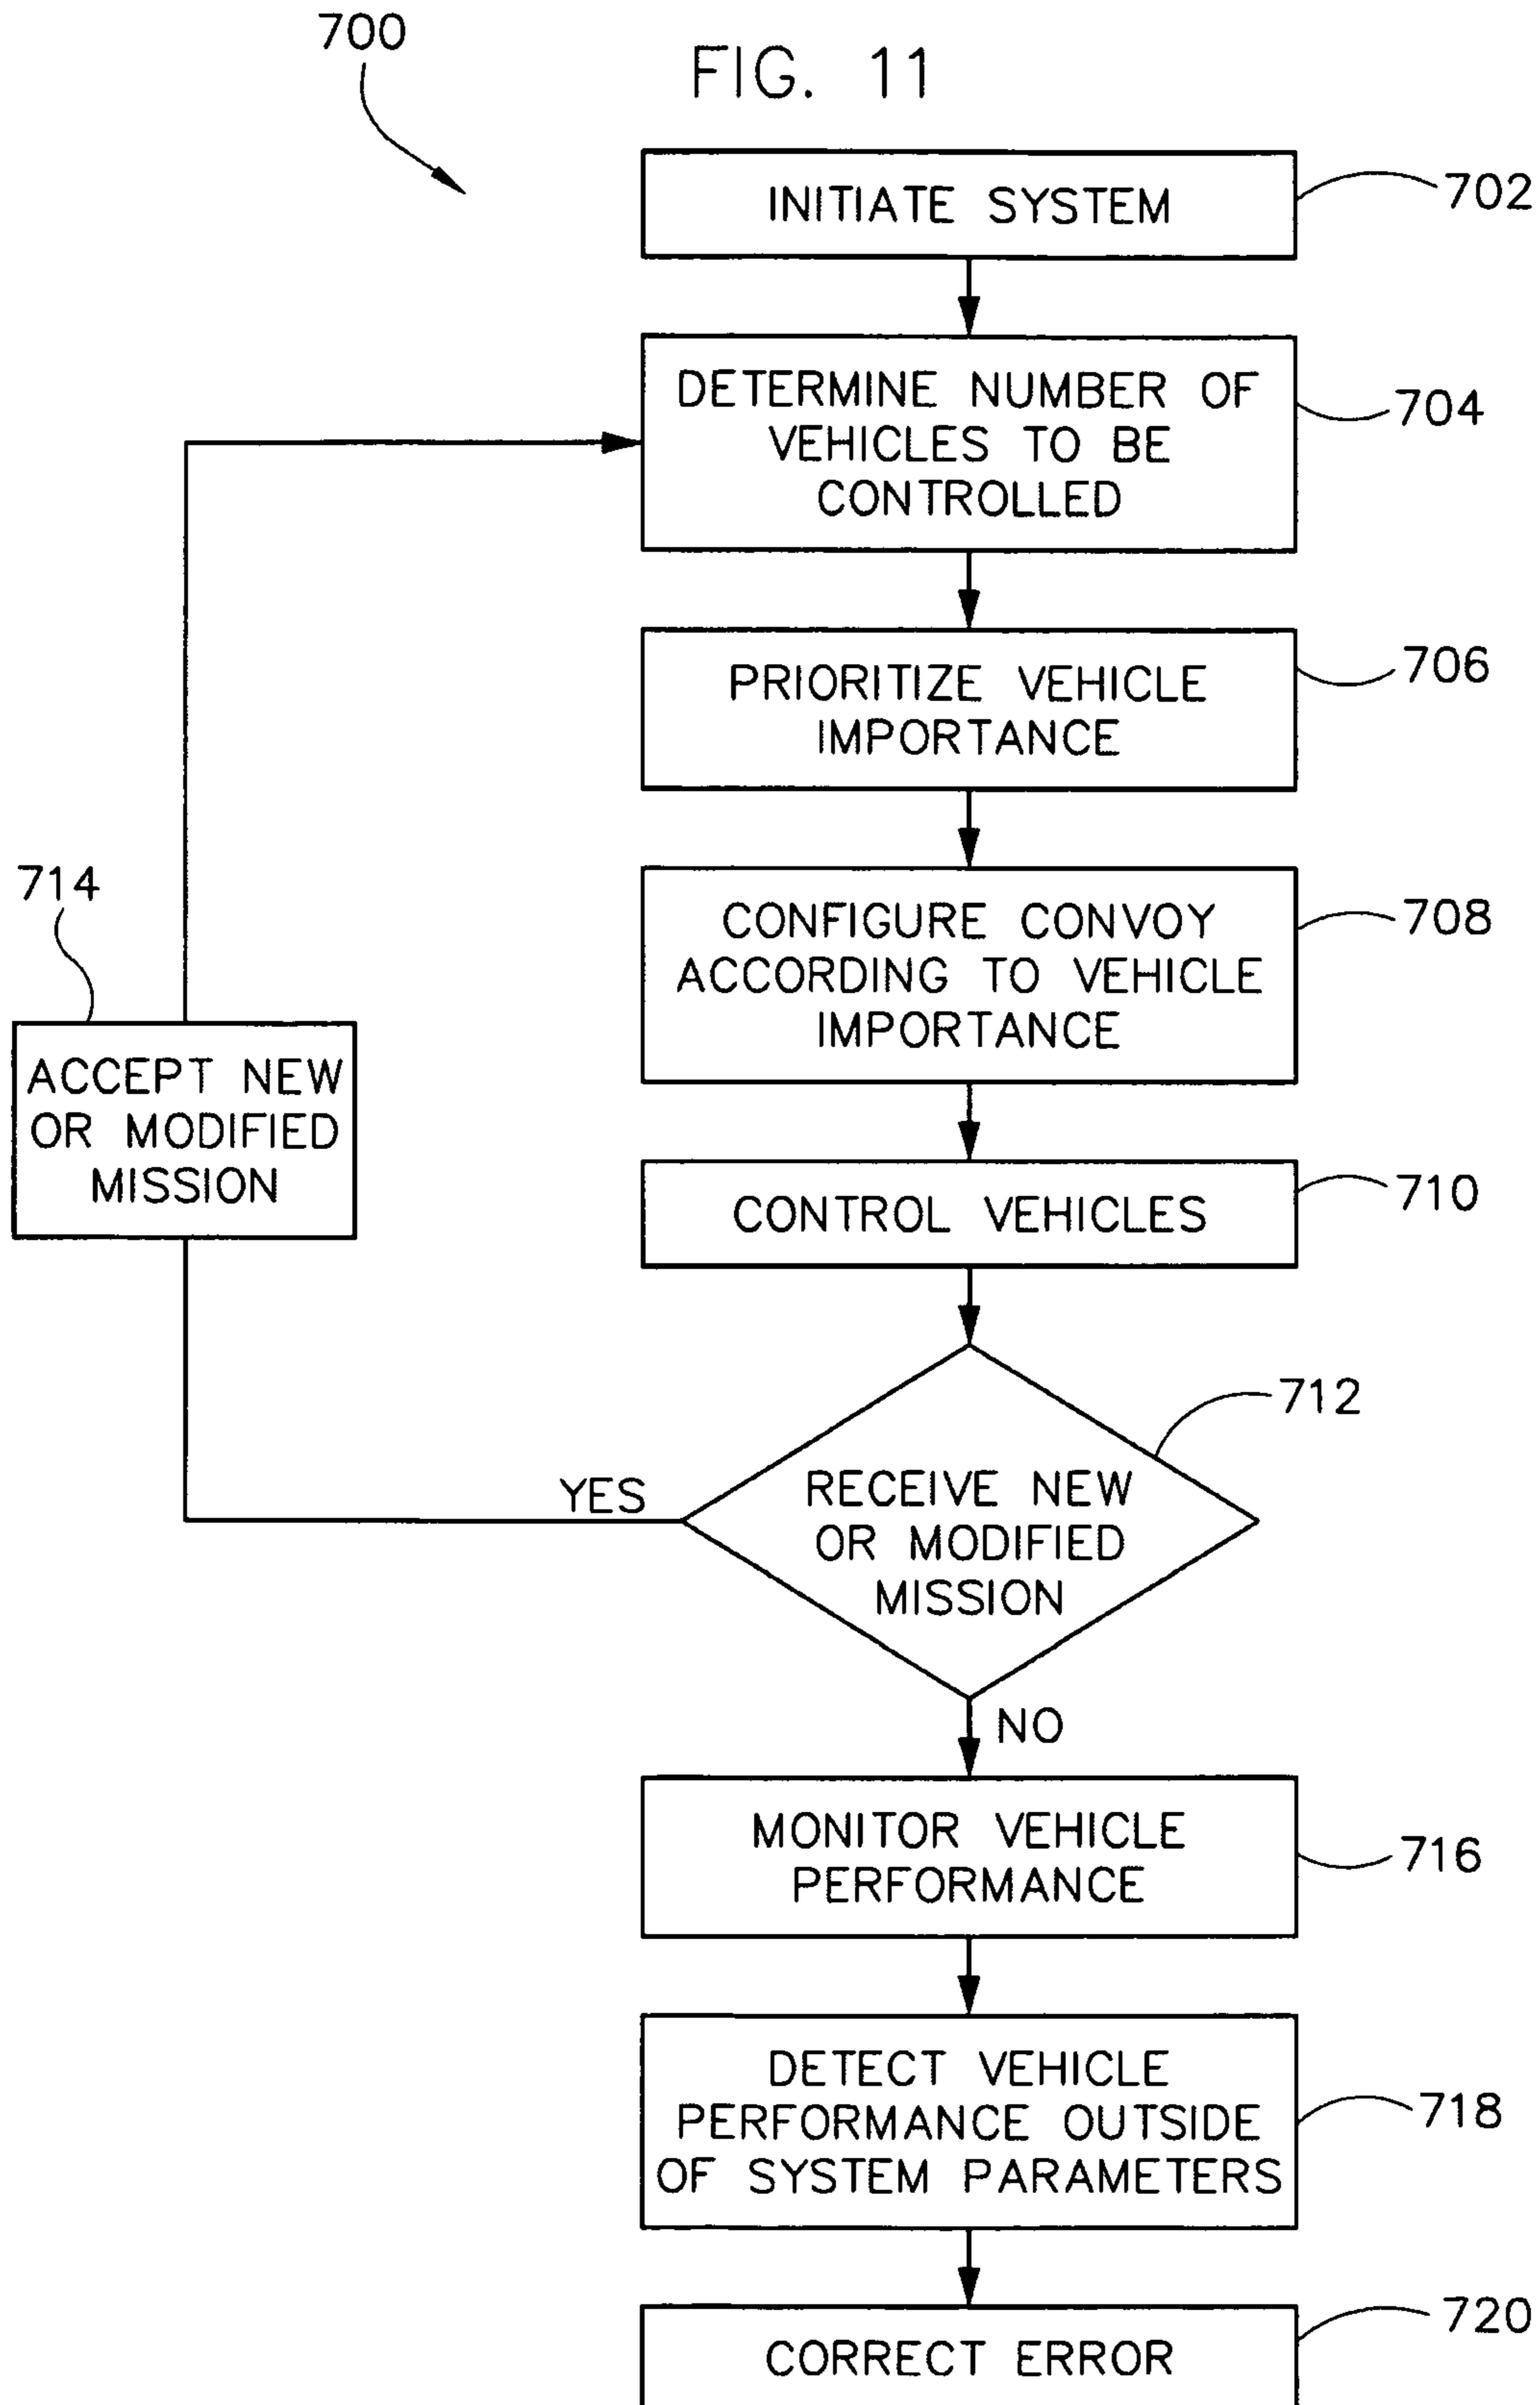 700
FIG. 11
INITIATE SYSTEM
702
DETERMINE NUMBER OF
VEHICLES TO BE
CONTROLLED
704
PRIORITIZE VEHICLE
IMPORTANCE
706
CONFIGURE CONVOY
ACCORDING TO VEHICLE
IMPORTANCE
708
714
ACCEPT NEW
OR MODIFIED
MISSION
CONTROL VEHICLES
710
712
YES
RECEIVE NEW
OR MODIFIED
MISSION
NO
MONITOR VEHICLE
PERFORMANCE
716
DETECT VEHICLE
PERFORMANCE OUTSIDE
OF SYSTEM PARAMETERS
718
CORRECT ERROR
720